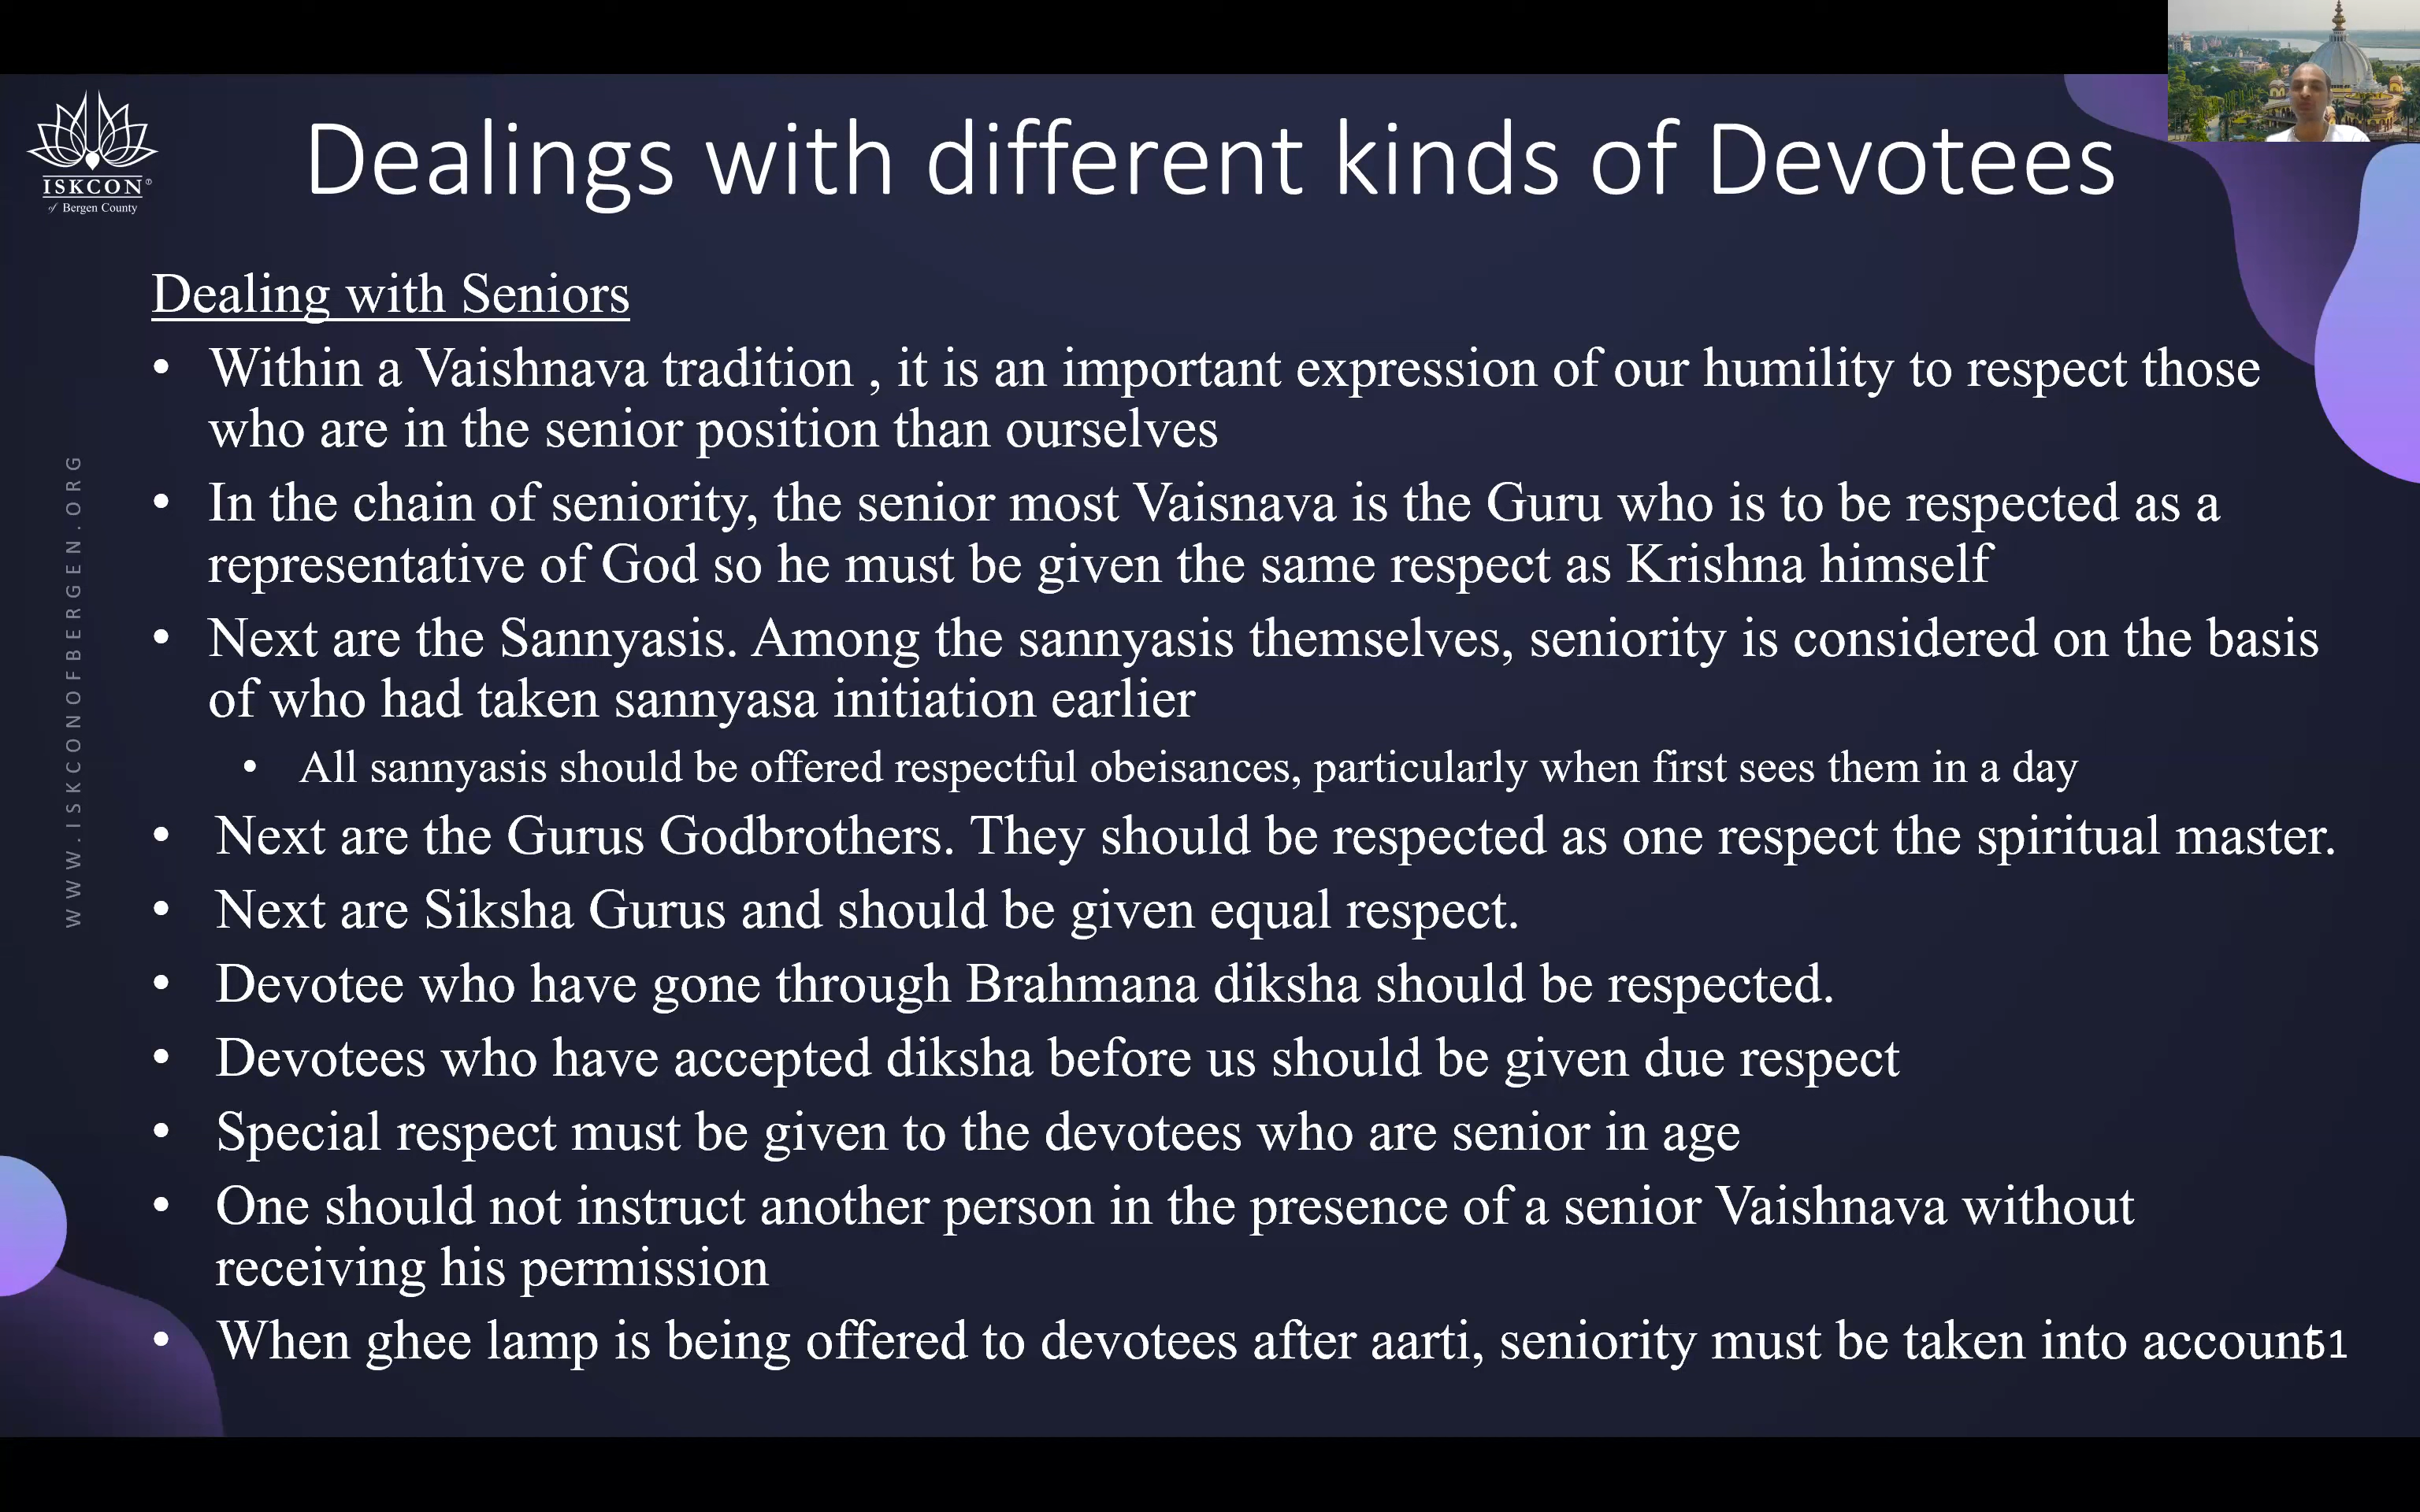 ISKCON®
of Bergen County
Dealings with different kinds of Devotees
Dealing with Seniors
• Within a Vaishnava tradition , it is an important expression of our humility to respect those
who are in the senior position than ourselves
• In the chain of seniority, the senior most Vaisnava is the Guru who is to be respected as a
representative of God so he must be given the same respect as Krishna himself
• Next are the Sannyasis. Among the sannyasis themselves, seniority is considered on the basis
of who had taken sannyasa initiation earlier
• All sannyasis should be offered respectful obeisances, particularly when first sees them in a day
• Next are the Gurus Godbrothers. They should be respected as one respect the spiritual master.
• Next are Siksha Gurus and should be given equal respect.
• Devotee who have gone through Brahmana diksha should be respected.
• Devotees who have accepted diksha before us should be given due respect
• Special respect must be given to the devotees who are senior in age
• One should not instruct another person in the presence of a senior Vaishnava without
receiving his permission
• When ghee lamp is being offered to devotees after aarti, seniority must be taken into account
51
WWW.ISKCONOFBERGEN.ORG